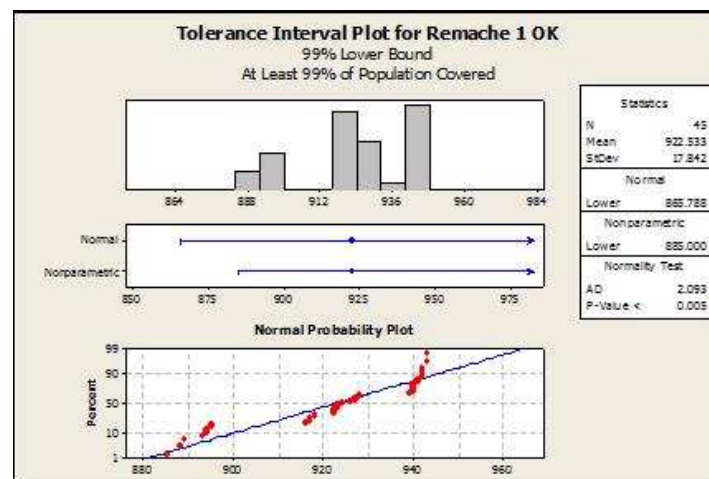 Tolerance Interval Plot for Remache 1 OK
99% Lower Bound
At Least 99% of Population Covered
864 888 912 936 960 984
Statistics
N 45
Mean 922.533
StDev 17.842
Normal
Lower 865.788
Nonparametric
Lower 885.000
Normality Test
AD 2.093
P-Value < 0.005
Normal
Nonparametric
850 875 900 925 950 975
Normal Probability Plot
Percent
99
90
50
10
1
880 900 920 940 960